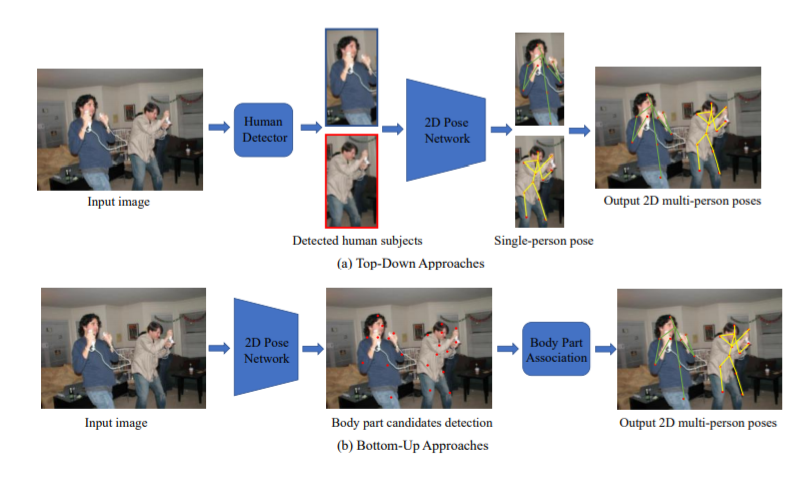 Human
Detector
2D Pose
Network
Input image
Output 2D multi-person poses
Detected human subjects
Single-person pose
(a) Top-Down Approaches
2D Pose
Network
Body Part
Association
Input image
Body part candidates detection
Output 2D multi-person poses
(b) Bottom-Up Approaches